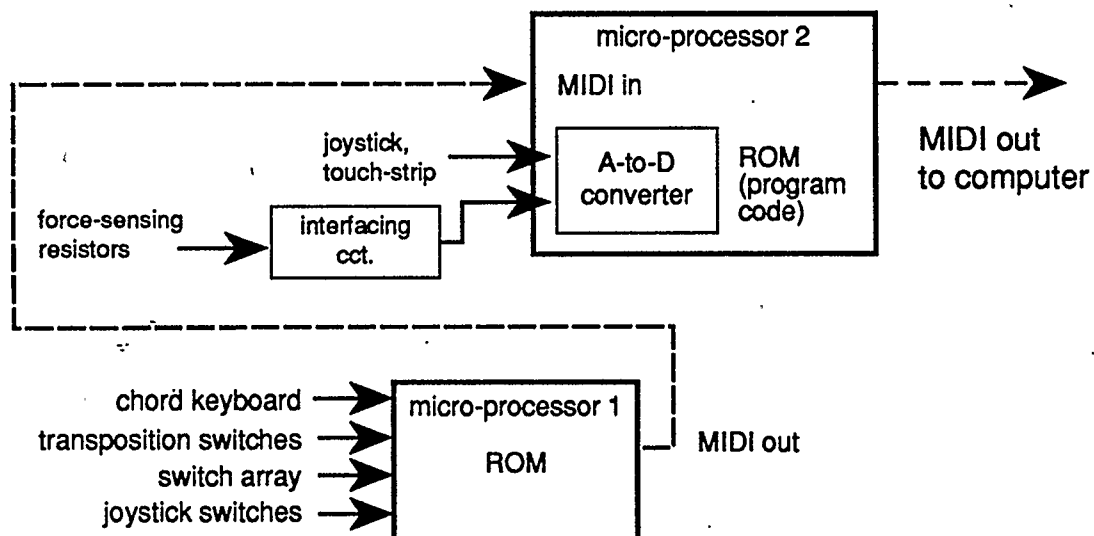 micro-processor 2
MIDI in
joystick,
touch-strip
A-to-D
converter
ROM
(program
code)
MIDI out
to computer
force-sensing
resistors
interfacing
cct.
chord keyboard
transposition switches
switch array
joystick switches
micro-processor 1
ROM
MIDI out